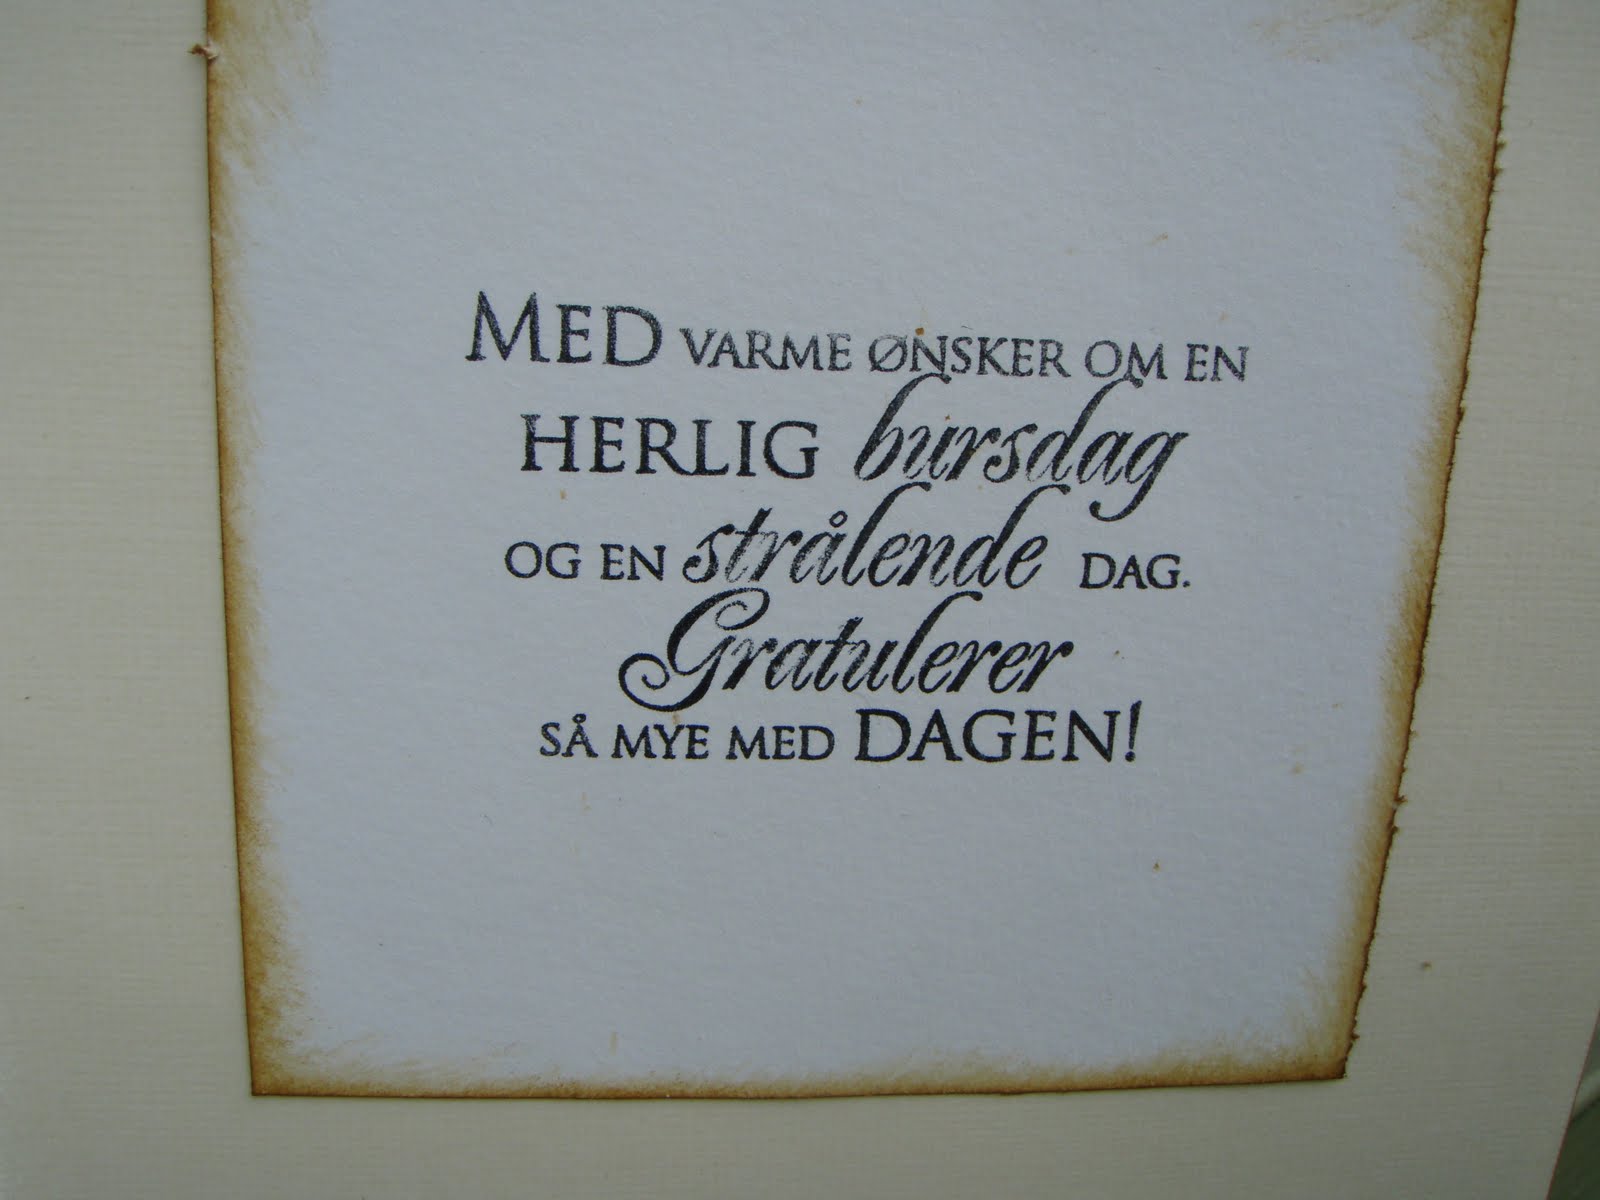 MED VARME ØNSKER OM EN
HERLIG bursdag
OG EN strålende DAG.
Gratulerer
SÅ MYE MED DAGEN!